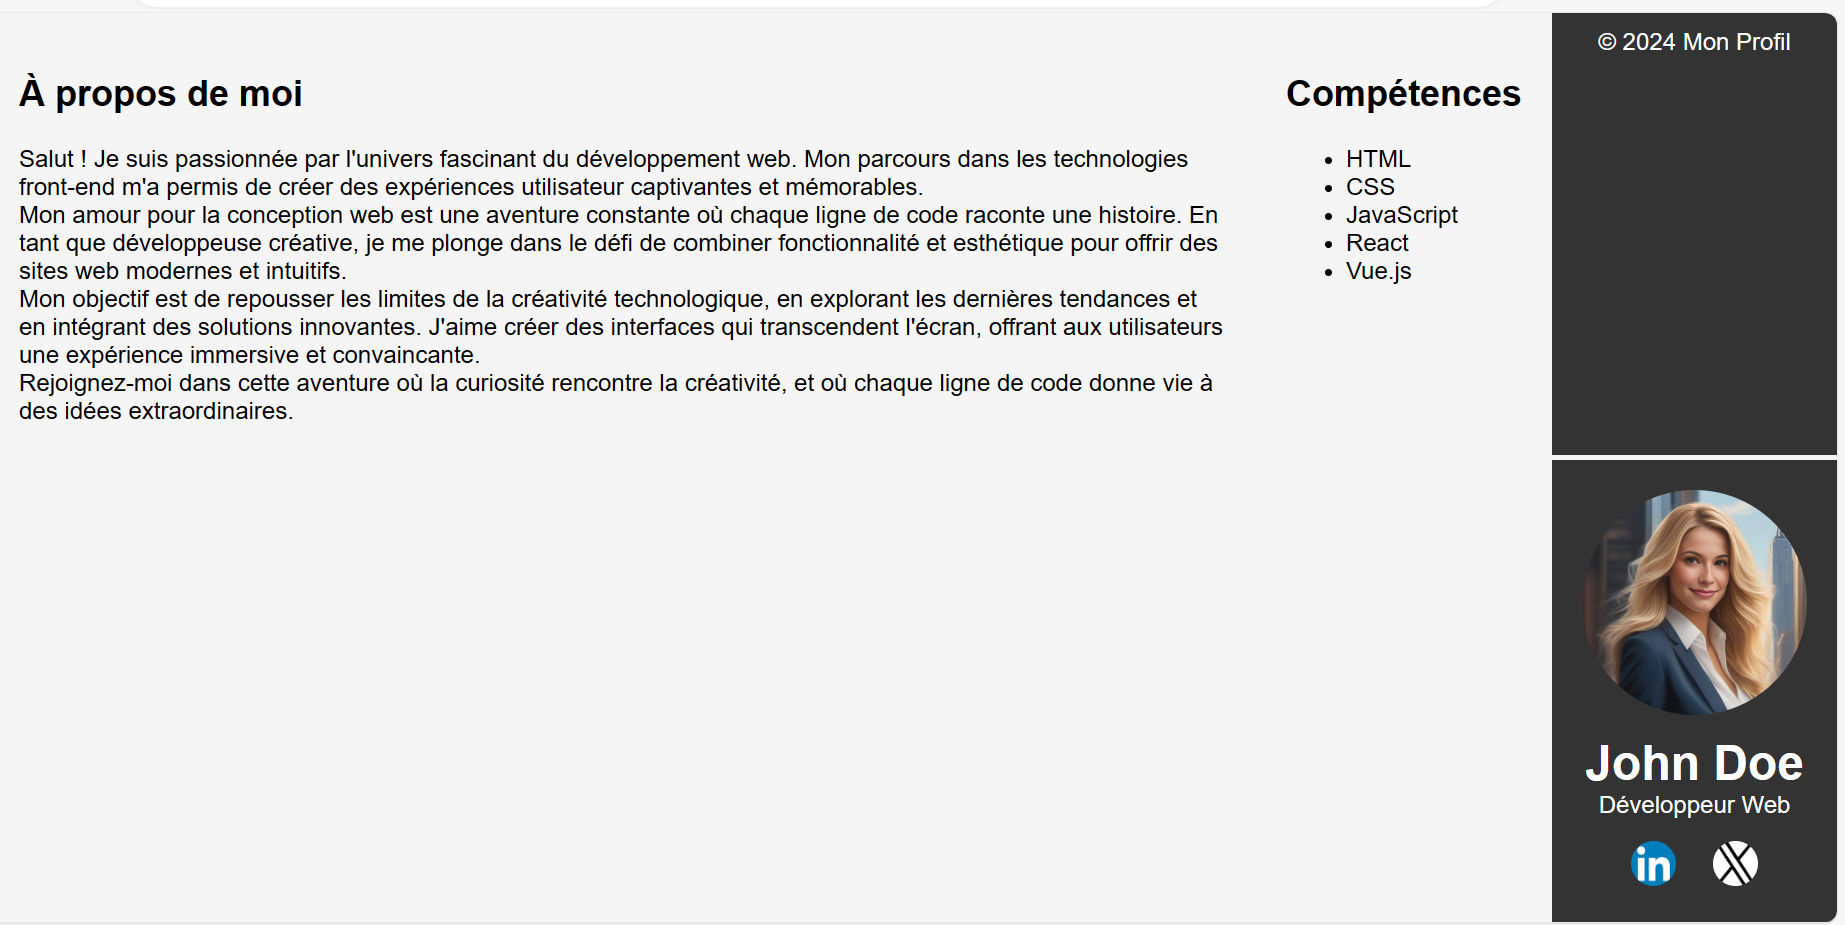 À propos de moi
Salut ! Je suis passionnée par l'univers fascinant du développement web. Mon parcours dans les technologies
front-end m'a permis de créer des expériences utilisateur captivantes et mémorables.
Mon amour pour la conception web est une aventure constante où chaque ligne de code raconte une histoire. En
tant que développeuse créative, je me plonge dans le défi de combiner fonctionnalité et esthétique pour offrir des
sites web modernes et intuitifs.
Mon objectif est de repousser les limites de la créativité technologique, en explorant les dernières tendances et
en intégrant des solutions innovantes. J'aime créer des interfaces qui transcendent l'écran, offrant aux utilisateurs
une expérience immersive et convaincante.
Rejoignez-moi dans cette aventure où la curiosité rencontre la créativité, et où chaque ligne de code donne vie à
des idées extraordinaires.
Compétences
• HTML
• CSS
• JavaScript
• React
• Vue.js
© 2024 Mon Profil
John Doe
Développeur Web
in
X